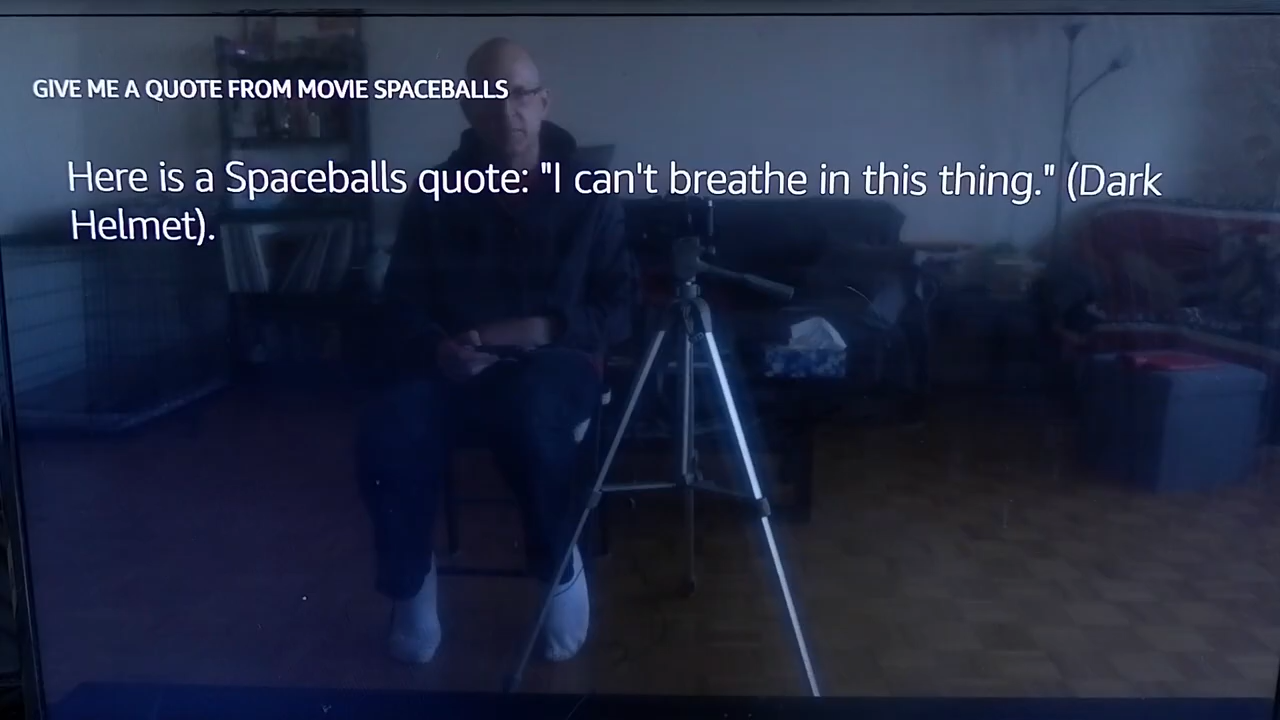 GIVE ME A QUOTE FROM MOVIE SPACEBALLS
Here is a Spaceballs quote: "I can't breathe in this thing." (Dark
Helmet).